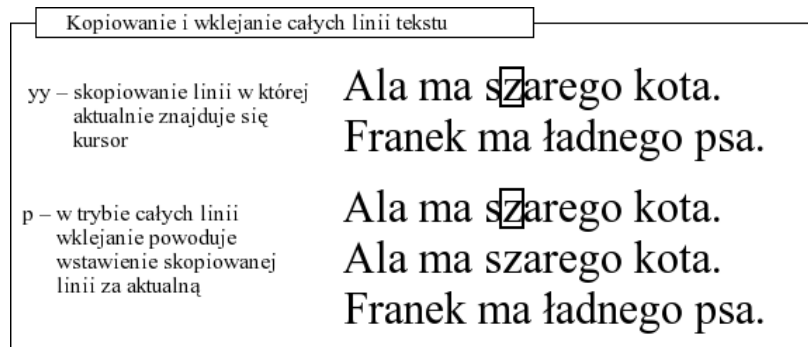 Kopiowanie i wklejanie całych linii tekstu
yy – skopiowanie linii w której
aktualnie znajduje się
kursor
Ala ma szarego kota.
Franek ma ładnego psa.
p – w trybie całych linii
wklejanie powoduje
wstawienie skopiowanej
linii za aktualną
Ala ma szarego kota.
Ala ma szarego kota.
Franek ma ładnego psa.